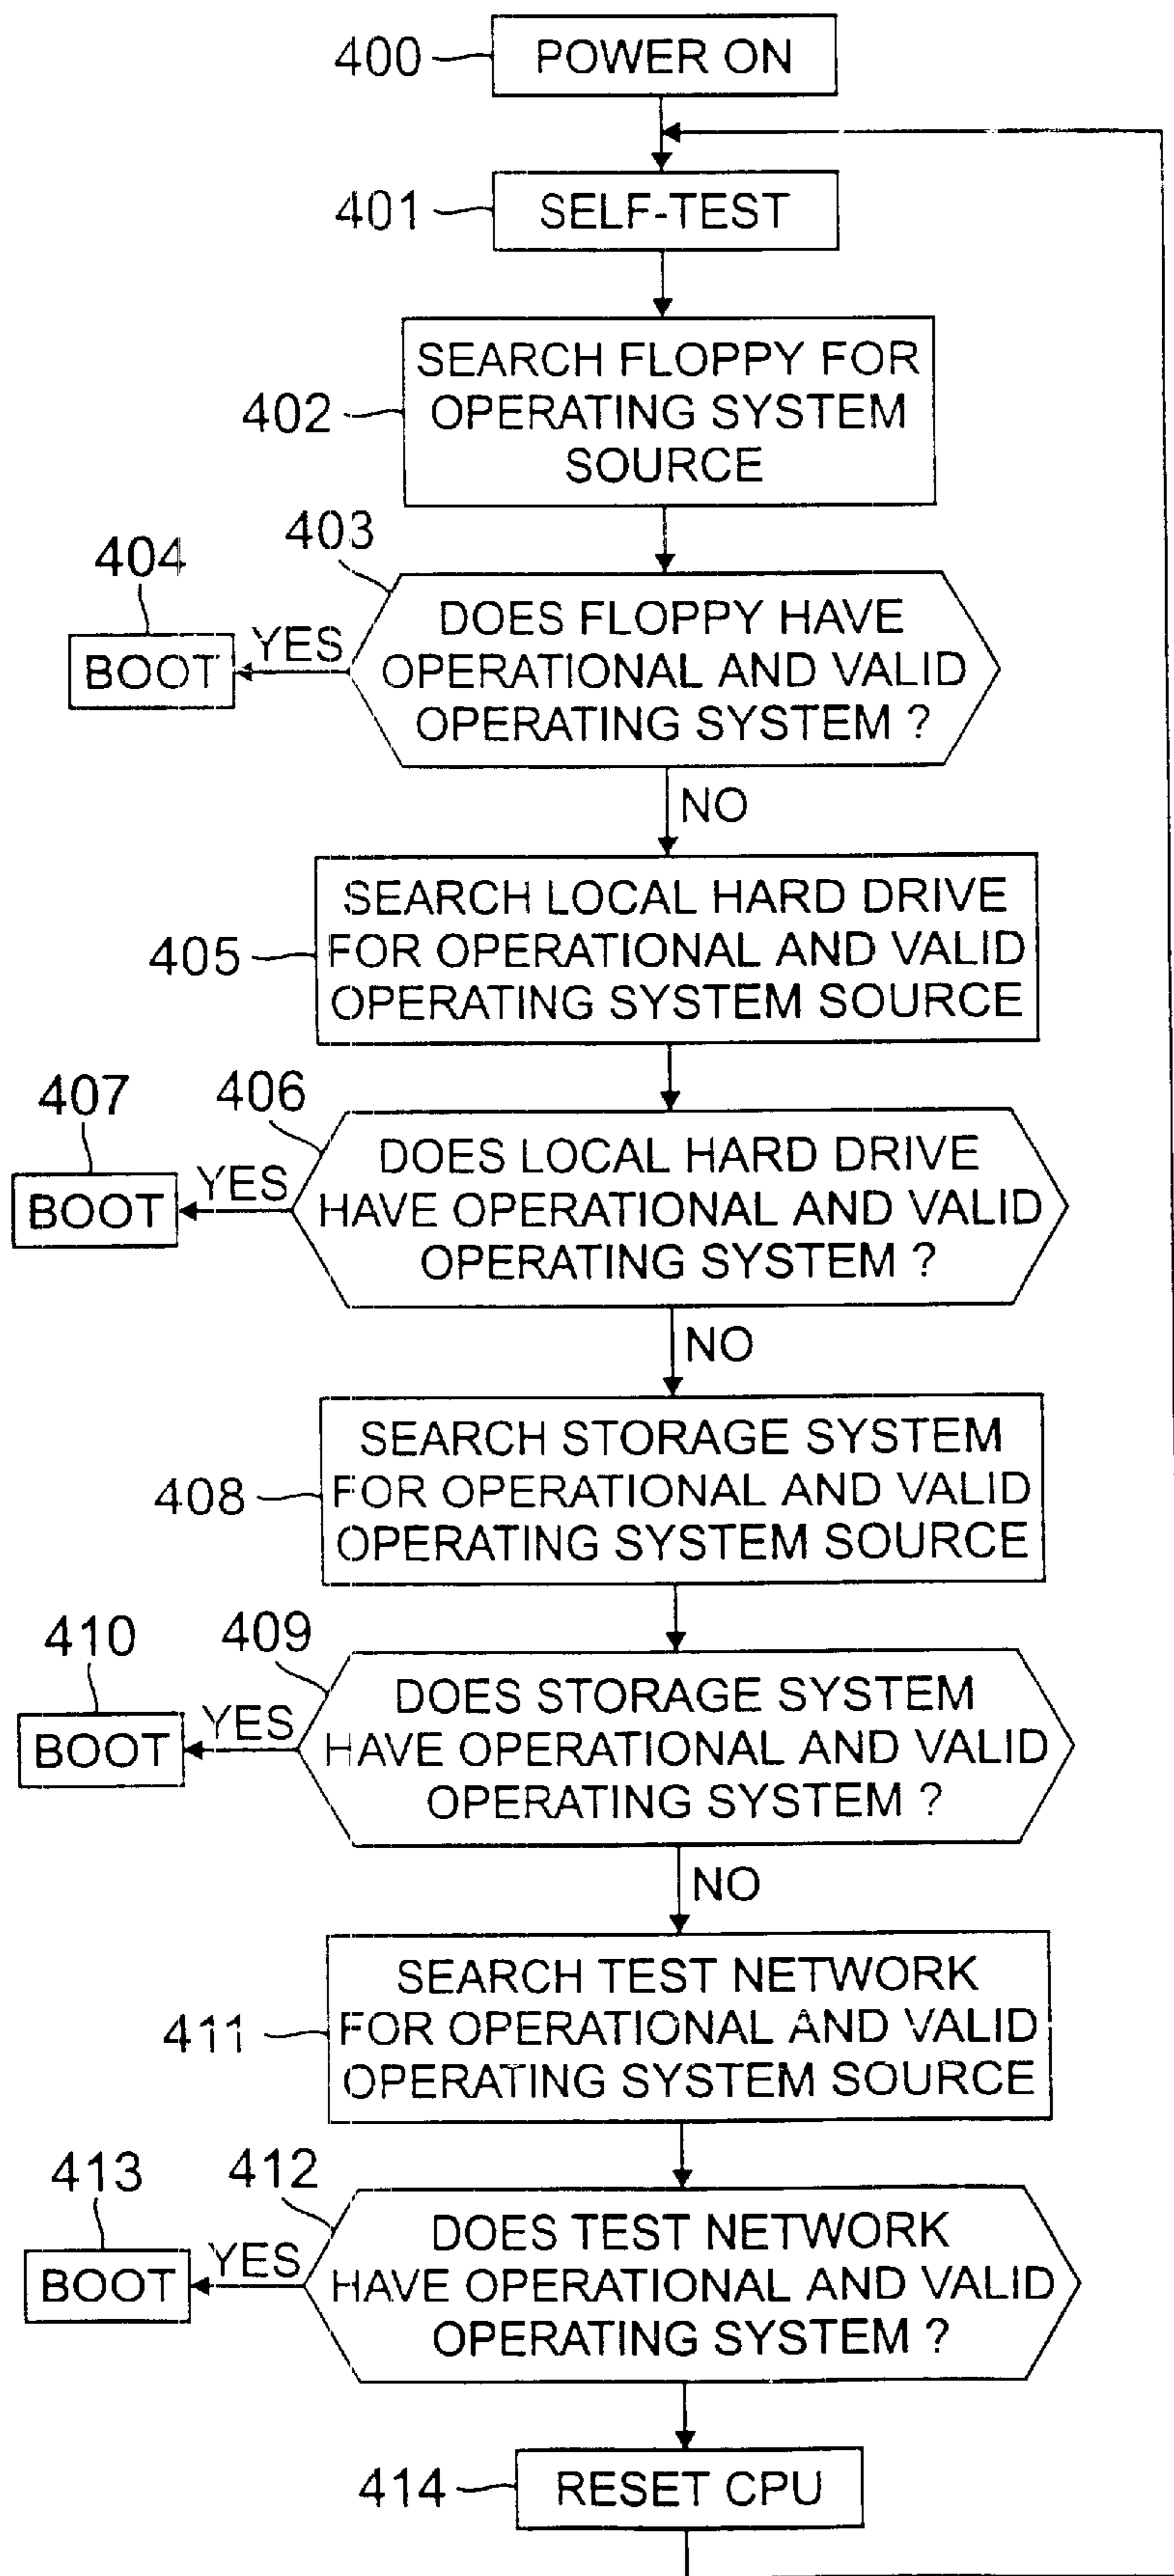 400
POWER ON
401
SELF-TEST
402
SEARCH FLOPPY FOR
OPERATING SYSTEM
SOURCE
403
404
BOOT
YES
DOES FLOPPY HAVE
OPERATIONAL AND VALID
OPERATING SYSTEM ?
NO
405
SEARCH LOCAL HARD DRIVE
FOR OPERATIONAL AND VALID
OPERATING SYSTEM SOURCE
406
407
BOOT
YES
DOES LOCAL HARD DRIVE
HAVE OPERATIONAL AND VALID
OPERATING SYSTEM ?
NO
408
SEARCH STORAGE SYSTEM
FOR OPERATIONAL AND VALID
OPERATING SYSTEM SOURCE
409
410
BOOT
YES
DOES STORAGE SYSTEM
HAVE OPERATIONAL AND VALID
OPERATING SYSTEM ?
NO
411
SEARCH TEST NETWORK
FOR OPERATIONAL AND VALID
OPERATING SYSTEM SOURCE
412
413
BOOT
YES
DOES TEST NETWORK
HAVE OPERATIONAL AND VALID
OPERATING SYSTEM ?
414
RESET CPU